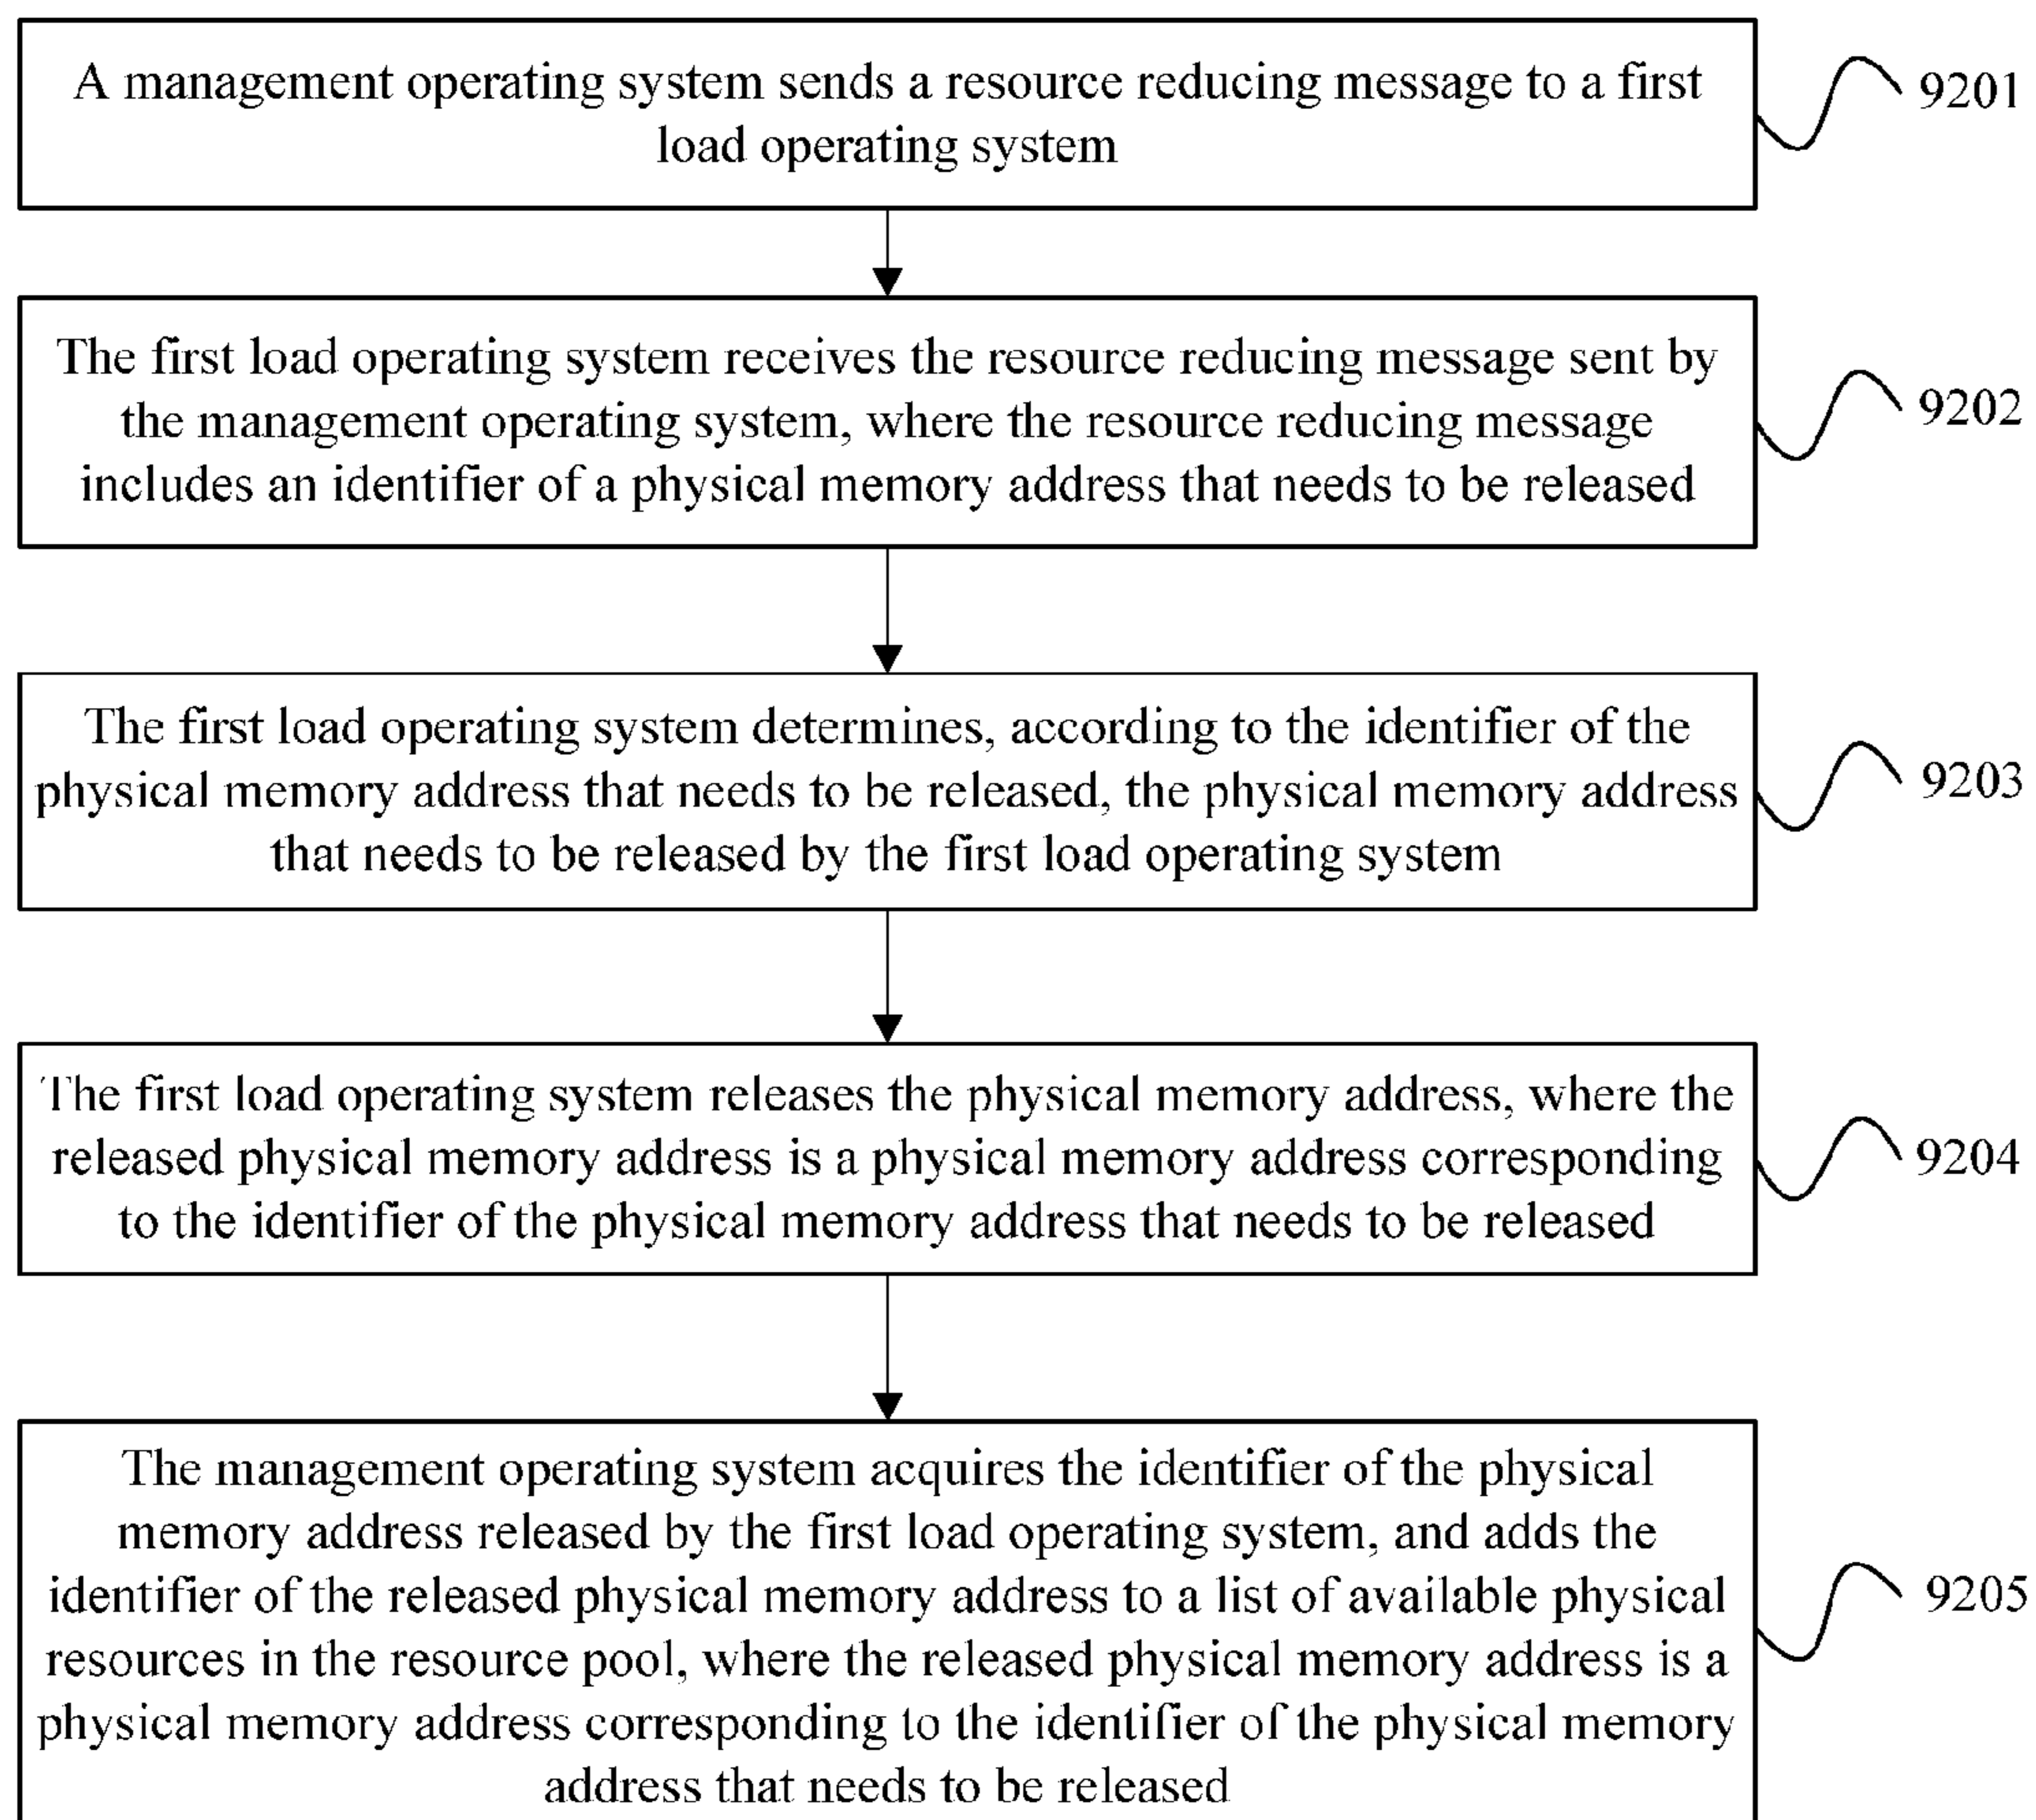 A management operating system sends a resource reducing message to a first
load operating system
9201
The first load operating system receives the resource reducing message sent by
the management operating system, where the resource reducing message
includes an identifier of a physical memory address that needs to be released
9202
The first load operating system determines, according to the identifier of the
physical memory address that needs to be released, the physical memory address
that needs to be released by the first load operating system
9203
The first load operating system releases the physical memory address, where the
released physical memory address is a physical memory address corresponding
to the identifier of the physical memory address that needs to be released
9204
The management operating system acquires the identifier of the physical
memory address released by the first load operating system, and adds the
identifier of the released physical memory address to a list of available physical
resources in the resource pool, where the released physical memory address is a
physical memory address corresponding to the identifier of the physical memory
address that needs to be released
9205